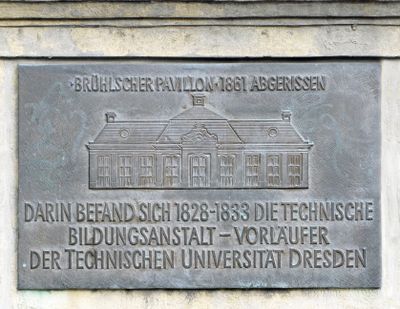 ·BRÜHLSCHER PAVILLON·1861 ABGERISSEN
DARIN BEFAND SICH 1828-1833 DIE TECHNISCHE
BILDUNGSANSTALT – VORLÄUFER
DER TECHNISCHEN UNIVERSITÄT DRESDEN